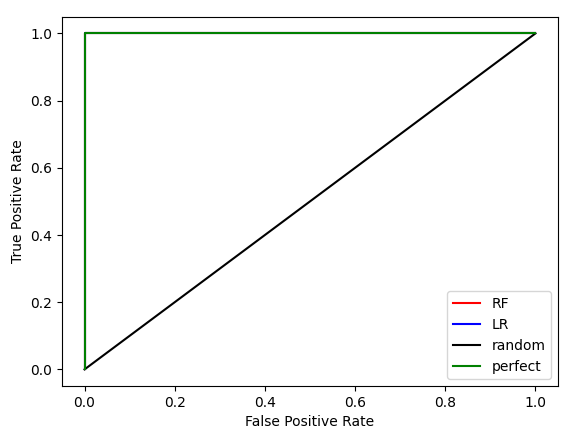 1.0
0.8
0.6
0.4
0.2
0.0
True Positive Rate
RF
LR
random
perfect
0.0 0.2 0.4 0.6 0.8 1.0
False Positive Rate